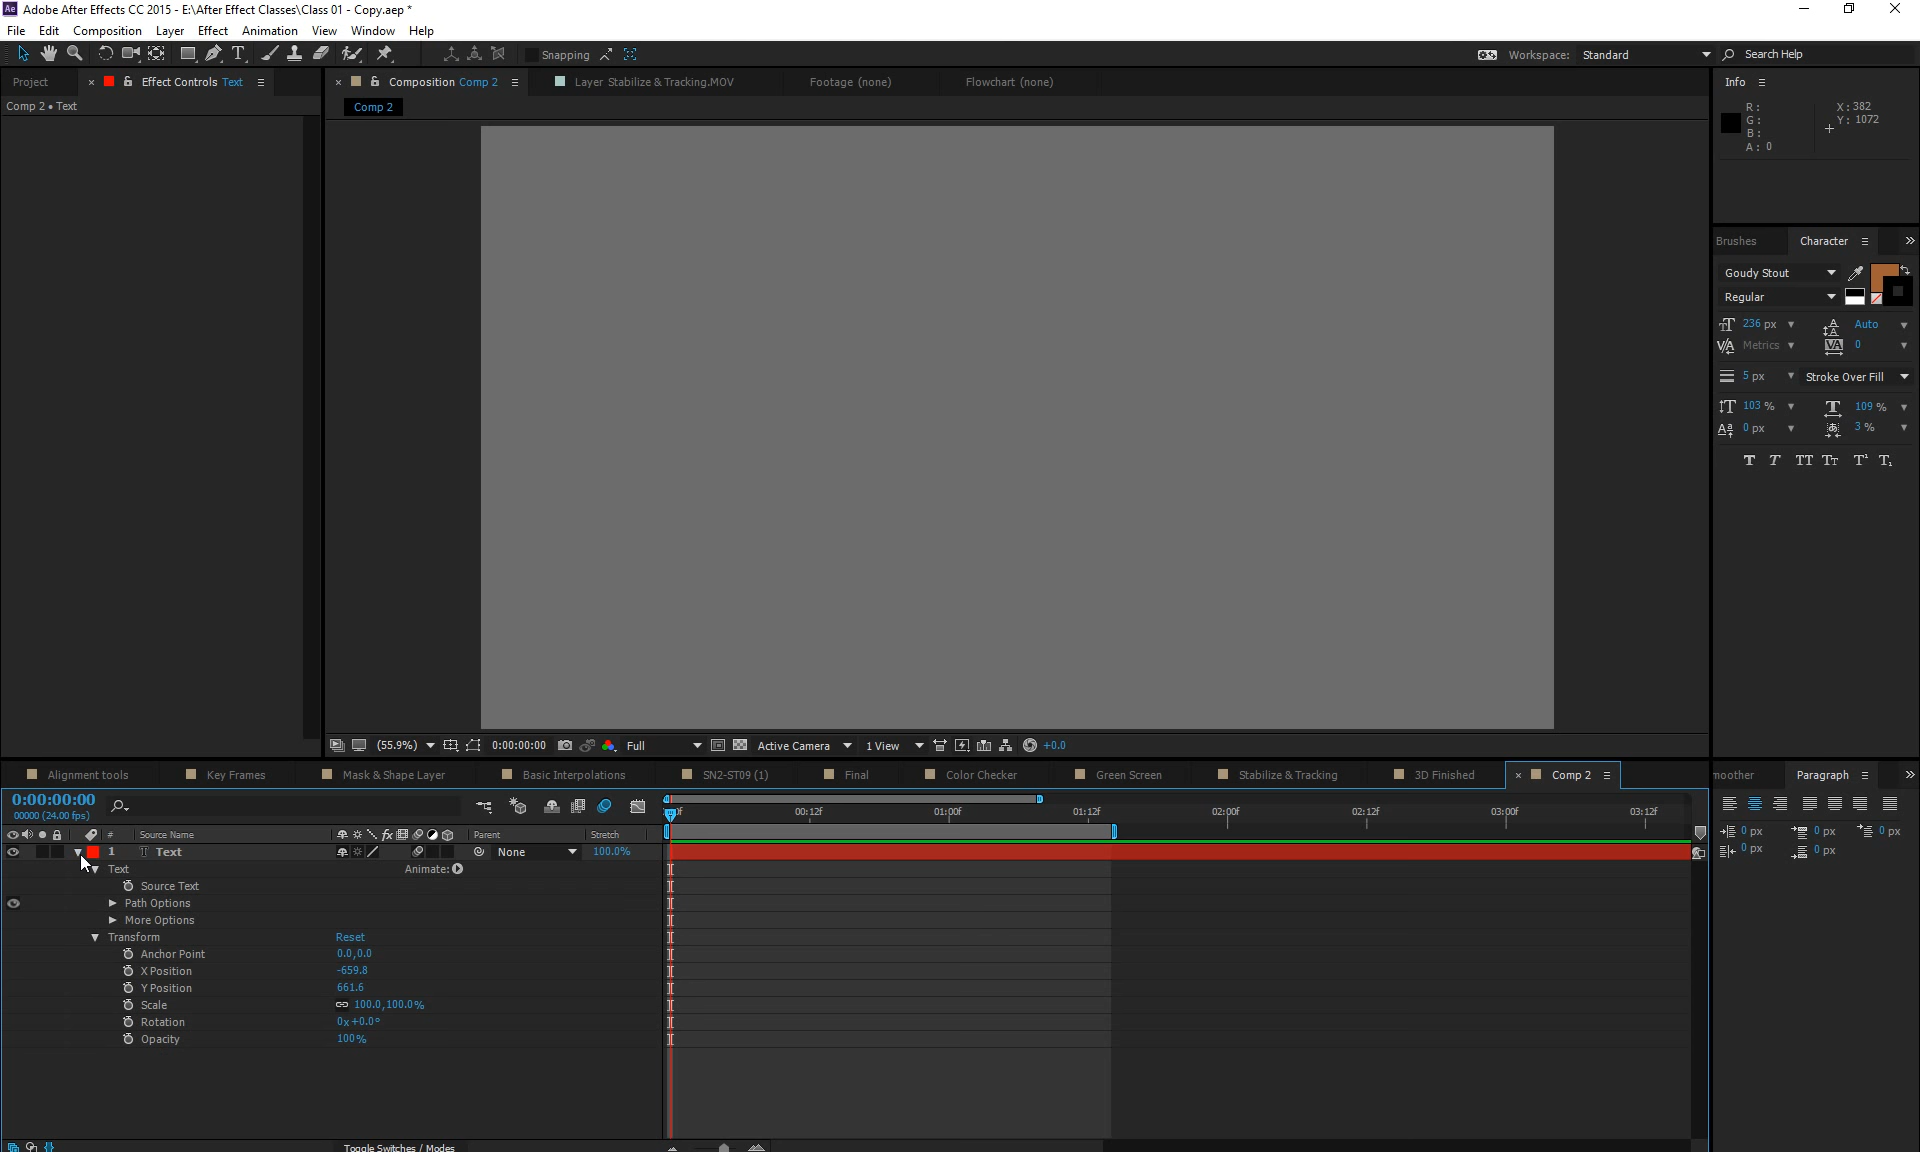 Adobe After Effects CC 2015 - E:\After Effect Classes\Class 01 - Copy.aep *
File Edit Composition Layer Effect Animation View Window Help
Snapping
Workspace: Standard
Search Help
Project
Effect Controls Text
Composition Comp 2
Layer Stabilize & Tracking.MOV
Footage (none)
Flowchart (none)
Info
Comp 2 • Text
Comp 2
R:
G:
B:
A: 0
X: 382
Y: 1072
Brushes
Character
Goudy Stout
Regular
236 px
Auto
Metrics
0
5 px
Stroke Over Fill
103 %
109 %
0 px
3 %
(55.9%)
0:00:00:00
Full
Active Camera
1 View
+0.0
Alignment tools
Key Frames
Mask & Shape Layer
Basic Interpolations
SN2-ST09 (1)
Final
Color Checker
Green Screen
Stabilize & Tracking
3D Finished
Comp 2
moother
Paragraph
0:00:00:00
00000 (24.00 fps)
00:12f
01:00f
01:12f
02:00f
02:12f
03:00f
03:12f
0 px 0 px 0 px
0 px 0 px
# Source Name
Parent
Stretch
1 Text
None
100.0%
Text
Animate:
Source Text
Path Options
More Options
Transform Reset
Anchor Point 0.0,0.0
X Position -659.8
Y Position 661.6
Scale 100.0,100.0%
Rotation 0x+0.0°
Opacity 100%
Toggle Switches / Modes